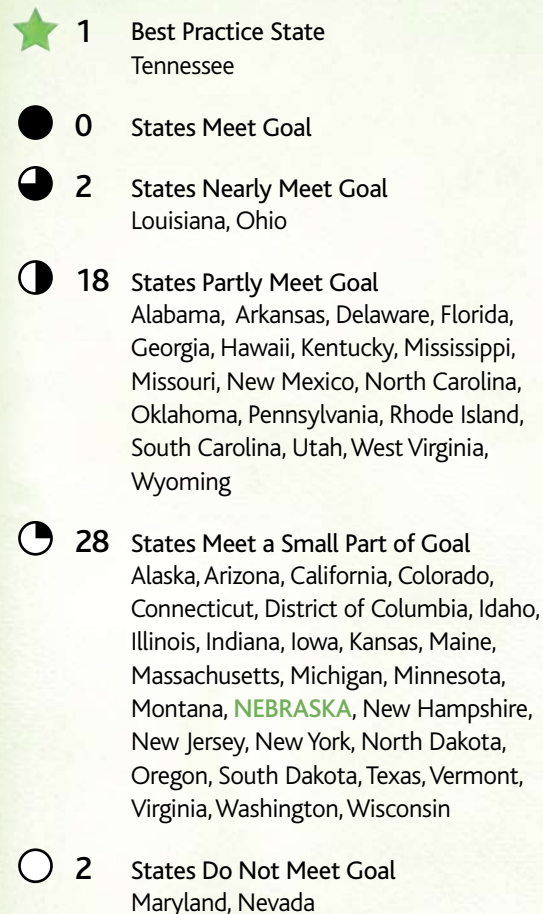 1 Best Practice State
Tennessee
0 States Meet Goal
2 States Nearly Meet Goal
Louisiana, Ohio
18 States Partly Meet Goal
Alabama, Arkansas, Delaware, Florida,
Georgia, Hawaii, Kentucky, Mississippi,
Missouri, New Mexico, North Carolina,
Oklahoma, Pennsylvania, Rhode Island,
South Carolina, Utah, West Virginia,
Wyoming
28 States Meet a Small Part of Goal
Alaska, Arizona, California, Colorado,
Connecticut, District of Columbia, Idaho,
Illinois, Indiana, Iowa, Kansas, Maine,
Massachusetts, Michigan, Minnesota,
Montana, NEBRASKA, New Hampshire,
New Jersey, New York, North Dakota,
Oregon, South Dakota, Texas, Vermont,
Virginia, Washington, Wisconsin
2 States Do Not Meet Goal
Maryland, Nevada